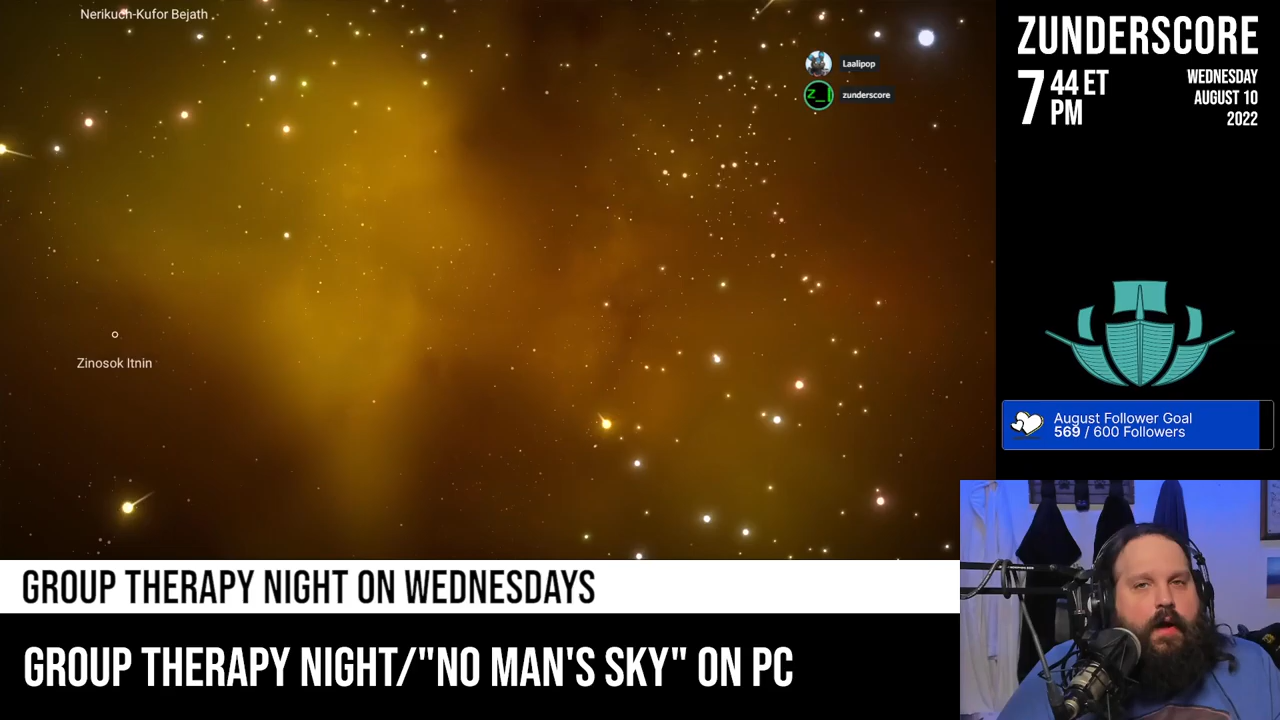 Nerikuch-Kufor Bejath
Laalipop
z_
zunderscore
Zinosok Itnin
ZUNDERSCORE
7 44 ET
PM
WEDNESDAY
AUGUST 10
2022
August Follower Goal
569 / 600 Followers
GROUP THERAPY NIGHT ON WEDNESDAYS
GROUP THERAPY NIGHT/"NO MAN'S SKY" ON PC